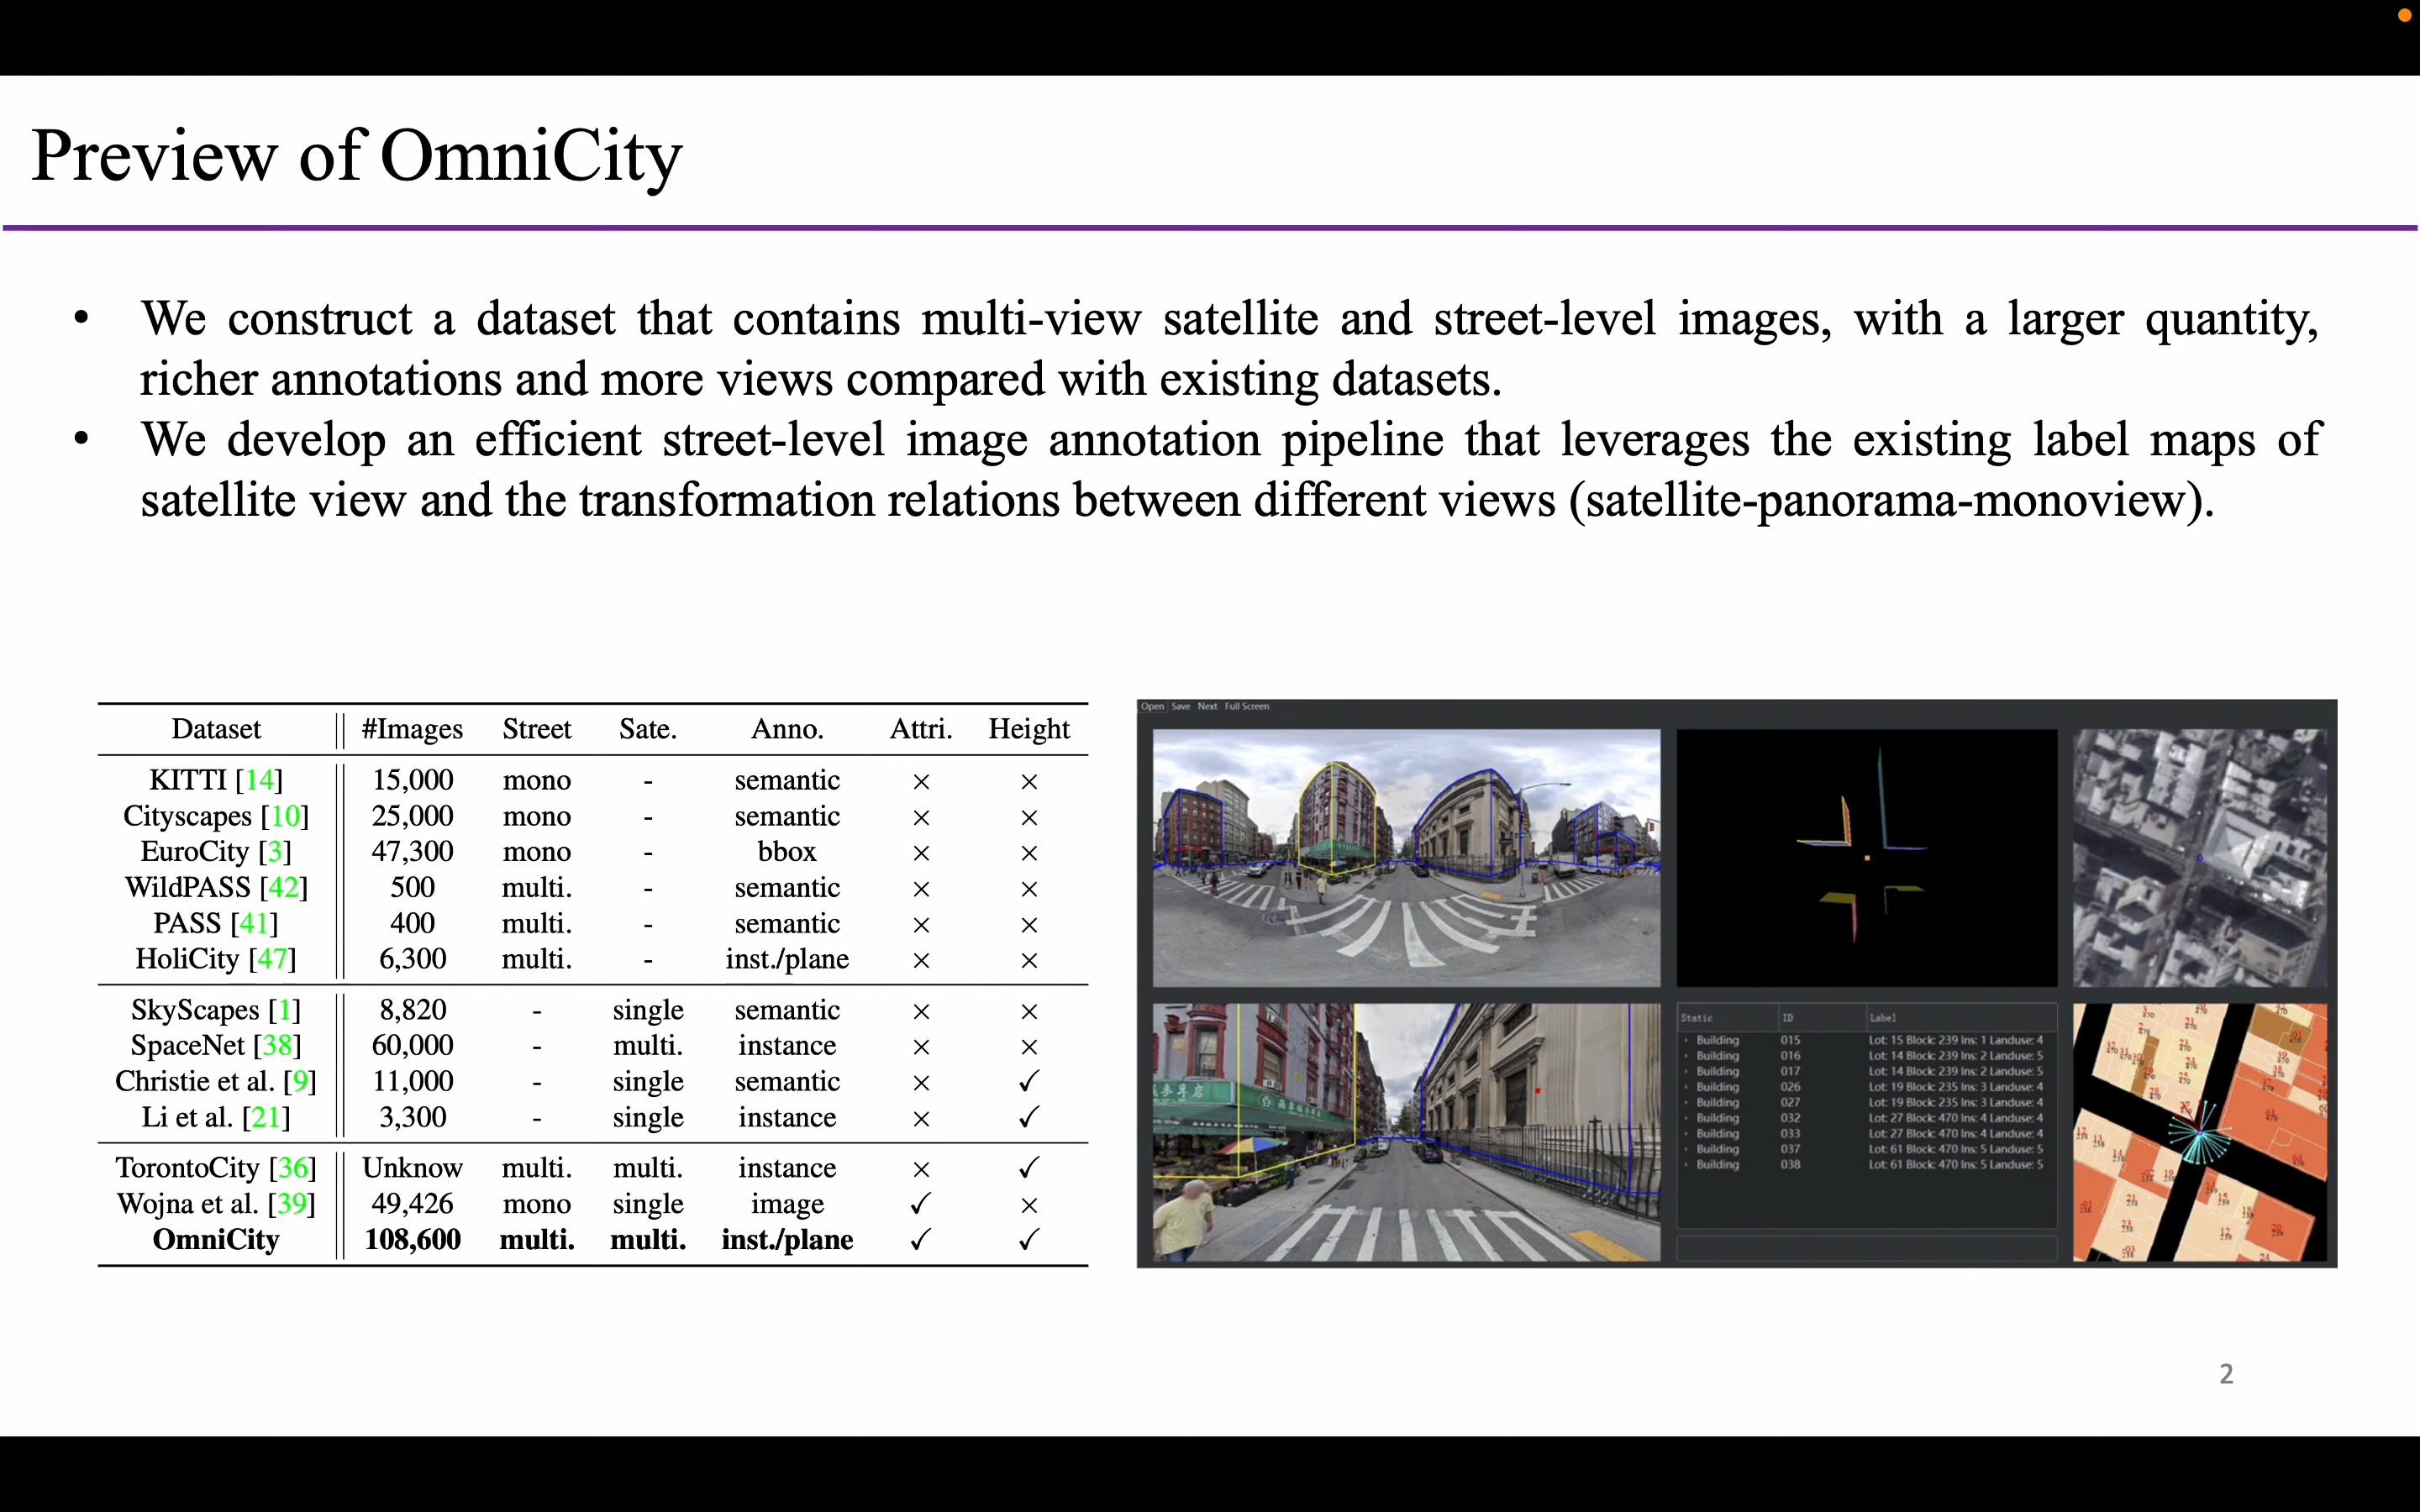 Preview of OmniCity
• We construct a dataset that contains multi-view satellite and street-level images, with a larger quantity,
richer annotations and more views compared with existing datasets.
• We develop an efficient street-level image annotation pipeline that leverages the existing label maps of
satellite view and the transformation relations between different views (satellite-panorama-monoview).
Dataset #Images Street Sate. Anno. Attri. Height
KITTI [14] 15,000 mono - semantic × ×
Cityscapes [10] 25,000 mono - semantic × ×
EuroCity [3] 47,300 mono - bbox × ×
WildPASS [42] 500 multi. - semantic × ×
PASS [41] 400 multi. - semantic × ×
HoliCity [47] 6,300 multi. - inst./plane × ×
SkyScapes [1] 8,820 - single semantic × ×
SpaceNet [38] 60,000 - multi. instance × ×
Christie et al. [9] 11,000 - single semantic × ✓
Li et al. [21] 3,300 - single instance × ✓
TorontoCity [36] Unknow multi. multi. instance × ✓
Wojna et al. [39] 49,426 mono single image ✓ ×
OmniCity 108,600 multi. multi. inst./plane ✓ ✓
Open Save Next Full Screen
Static ID Label
Building 015 Lot: 15 Block: 239 Ins: 1 Landuse: 4
Building 016 Lot: 14 Block: 239 Ins: 2 Landuse: 5
Building 017 Lot: 14 Block: 239 Ins: 2 Landuse: 5
Building 026 Lot: 19 Block: 235 Ins: 3 Landuse: 4
Building 027 Lot: 19 Block: 235 Ins: 3 Landuse: 4
Building 032 Lot: 27 Block: 470 Ins: 4 Landuse: 4
Building 033 Lot: 27 Block: 470 Ins: 4 Landuse: 4
Building 037 Lot: 61 Block: 470 Ins: 5 Landuse: 5
Building 038 Lot: 61 Block: 470 Ins: 5 Landuse: 5
2